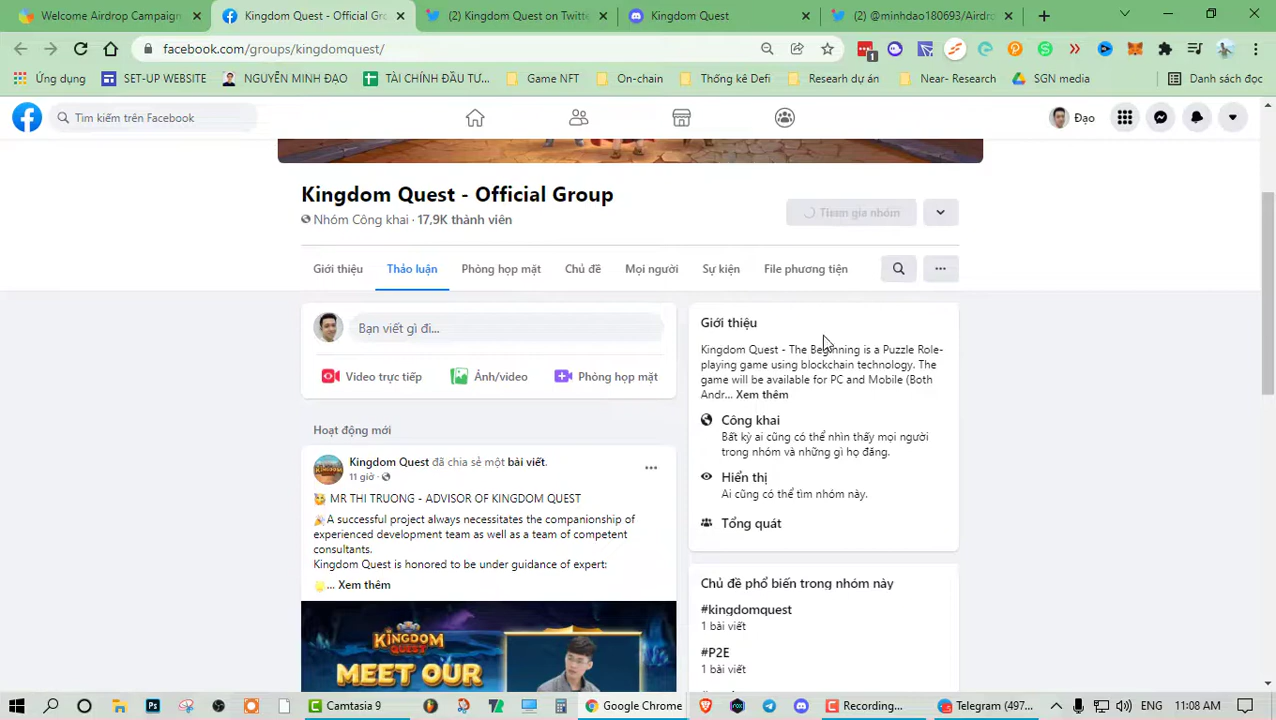 Welcome Airdrop Campaign
Kingdom Quest - Official Gro
(2) Kingdom Quest on Twitte
Kingdom Quest
(2) @minhdao180693/Airdro
facebook.com/groups/kingdomquest/
1
Ứng dụng
SET-UP WEBSITE
NGUYỄN MINH ĐẠO
TÀI CHÍNH ĐẦU TƯ...
Game NFT
On-chain
Thống kê Defi
Researh dự án
Near- Research
SGN media
Danh sách đọc
Tìm kiếm trên Facebook
Đạo
Kingdom Quest - Official Group
Nhóm Công khai · 17,9K thành viên
Tham gia nhóm
Giới thiệu
Thảo luận
Phòng họp mặt
Chủ đề
Mọi người
Sự kiện
File phương tiện
Bạn viết gì đi...
Video trực tiếp
Ảnh/video
Phòng họp mặt
Hoạt động mới
Kingdom Quest đã chia sẻ một bài viết.
11 giờ ·
MR THI TRUONG - ADVISOR OF KINGDOM QUEST
A successful project always necessitates the companionship of
experienced development team as well as a team of competent
consultants.
Kingdom Quest is honored to be under guidance of expert:
... Xem thêm
KINGDOM
QUEST
MEET OUR
Giới thiệu
Kingdom Quest - The Beginning is a Puzzle Role-
playing game using blockchain technology. The
game will be available for PC and Mobile (Both
Andr... Xem thêm
Công khai
Bất kỳ ai cũng có thể nhìn thấy mọi người
trong nhóm và những gì họ đăng.
Hiển thị
Ai cũng có thể tìm nhóm này.
Tổng quát
Chủ đề phổ biến trong nhóm này
#kingdomquest
1 bài viết
#P2E
1 bài viết
Camtasia 9
Google Chrome
Recording...
Telegram (497...
ENG
11:08 AM